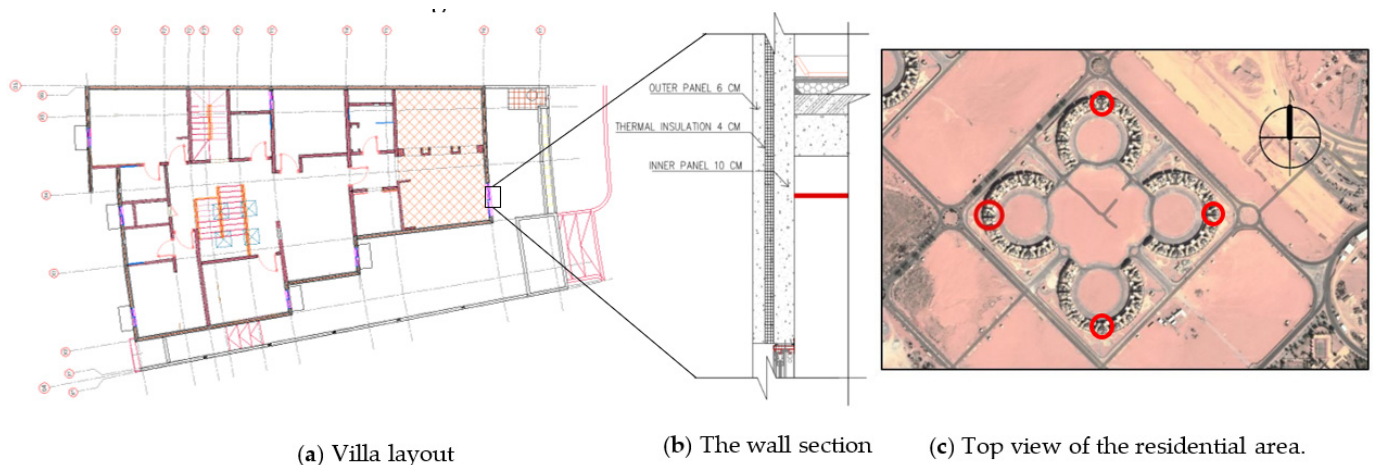 OUTER PANEL 6 CM
THERMAL INSULATION 4 CM
INNER PANEL 10 CM
(a) Villa layout
(b) The wall section
(c) Top view of the residential area.